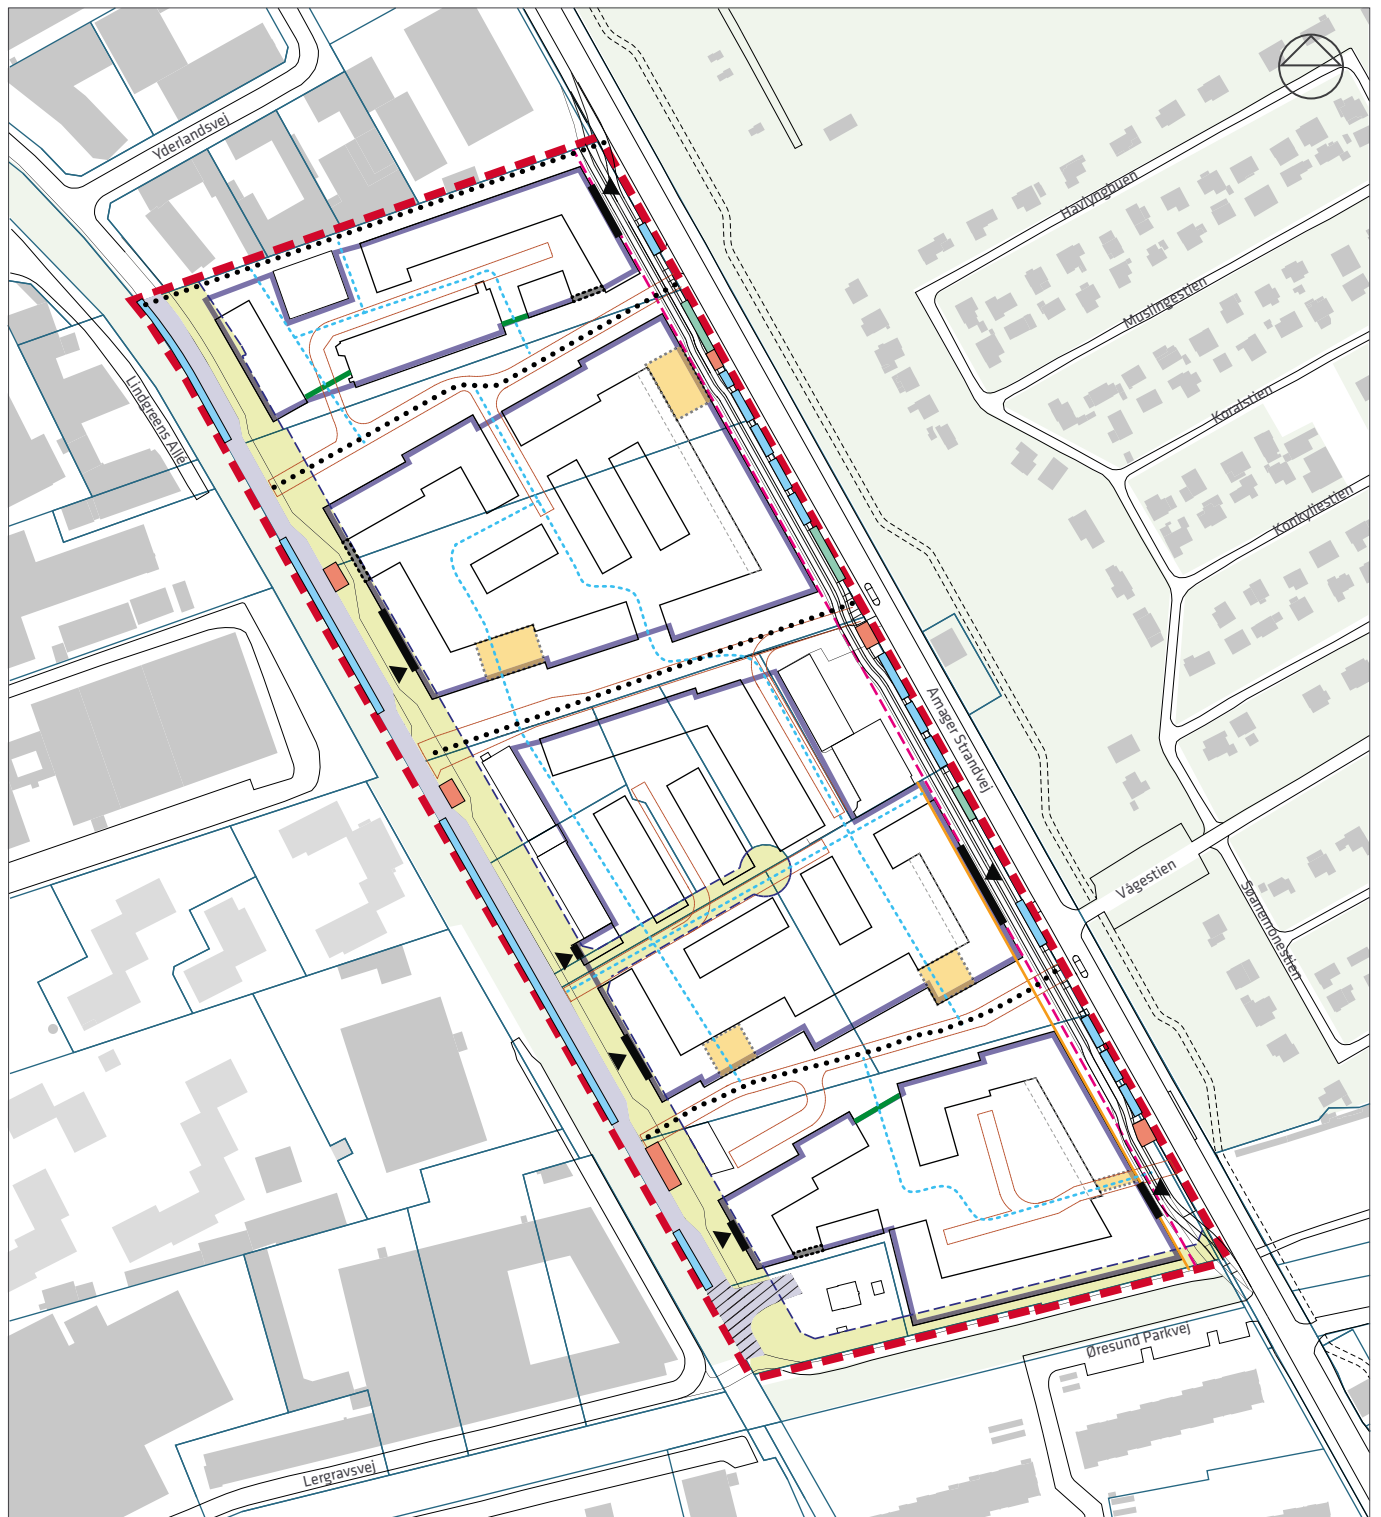 Yderlandsvej
Havlyngbuen
Muslingestien
Lindgreens Allé
Koralstien
Konkyliestien
Amager Strandvej
Vågestien
Søanemonestien
Øresund Parkvej
Lergravsvej